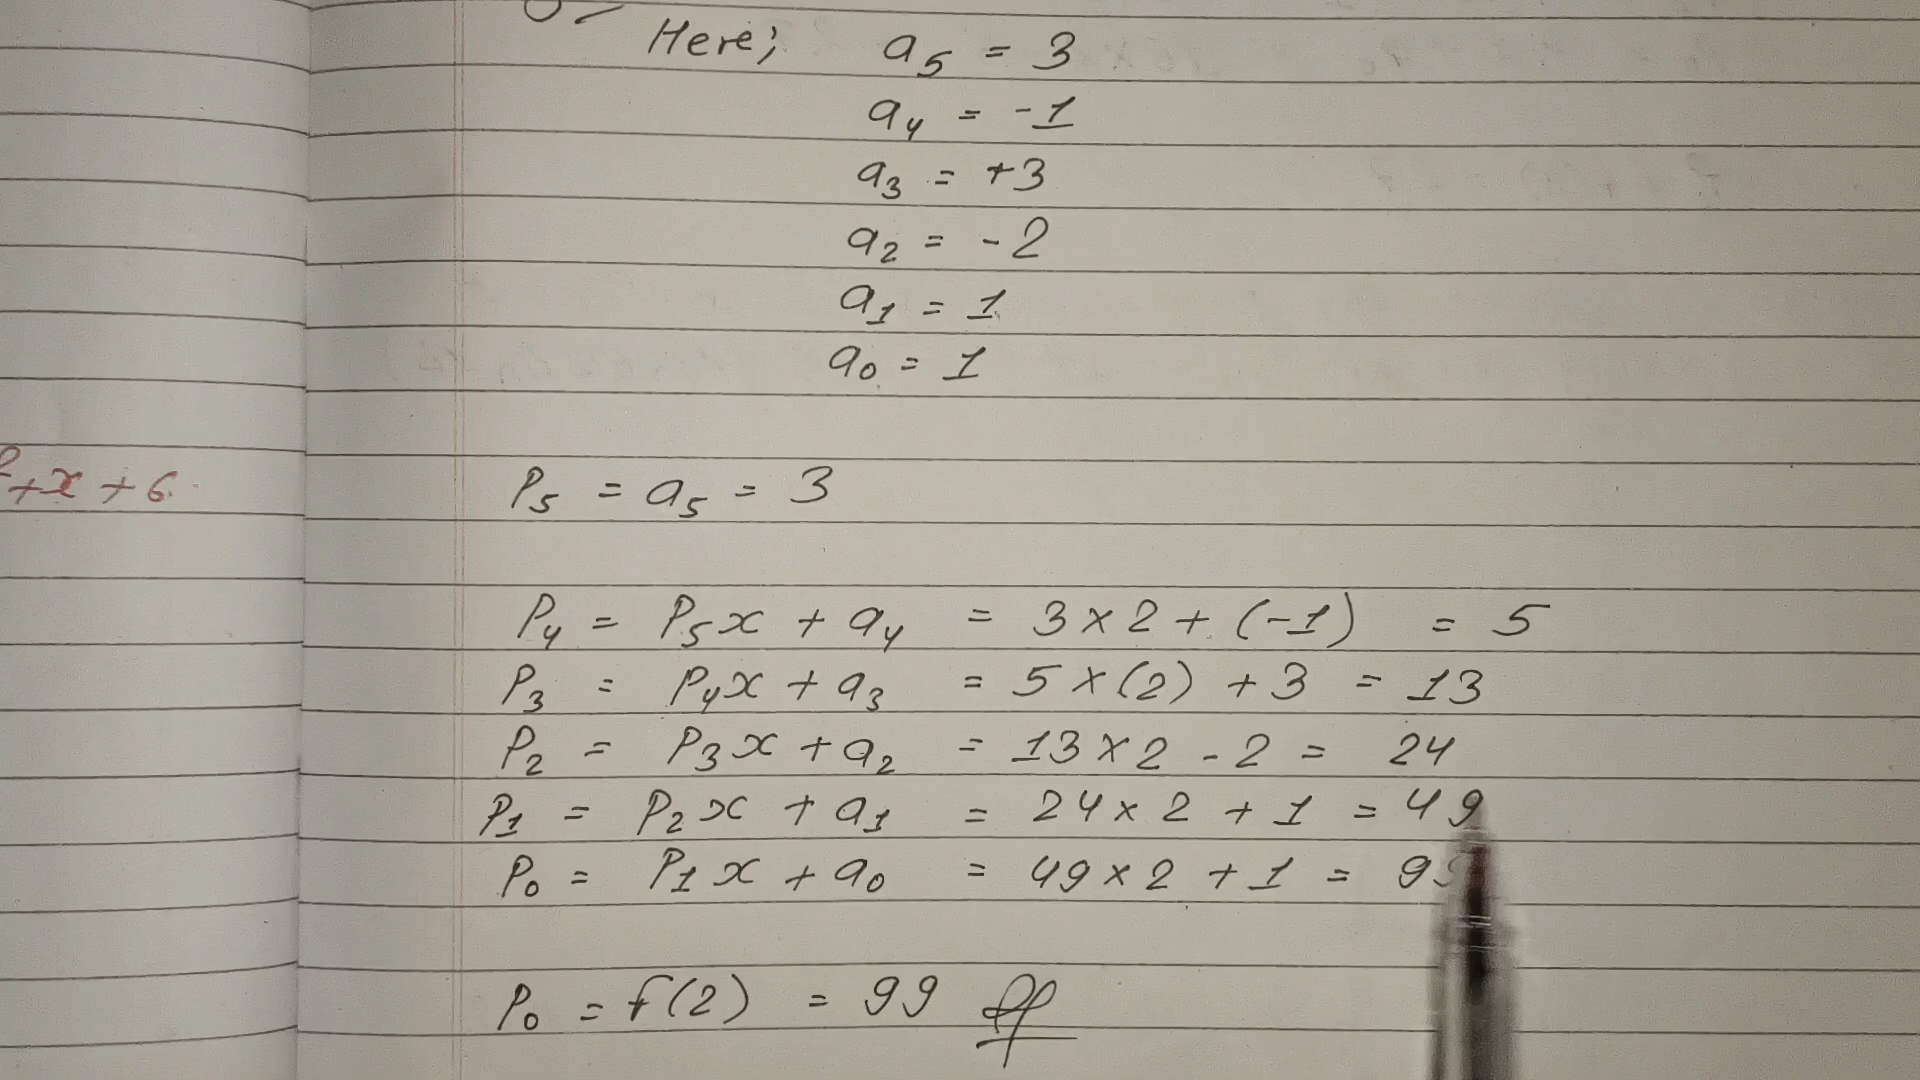 Here; a₅ = 3
a₄ = -1
a₃ = +3
a₂ = -2
a₁ = 1
a₀ = 1
+x + 6
P₅ = a₅ = 3
P₄ = P₅x + a₄ = 3 × 2 + (-1) = 5
P₃ = P₄x + a₃ = 5 × (2) + 3 = 13
P₂ = P₃x + a₂ = 13 × 2 - 2 = 24
P₁ = P₂x + a₁ = 24 × 2 + 1 = 49
P₀ = P₁x + a₀ = 49 × 2 + 1 = 9
P₀ = f(2) = 99